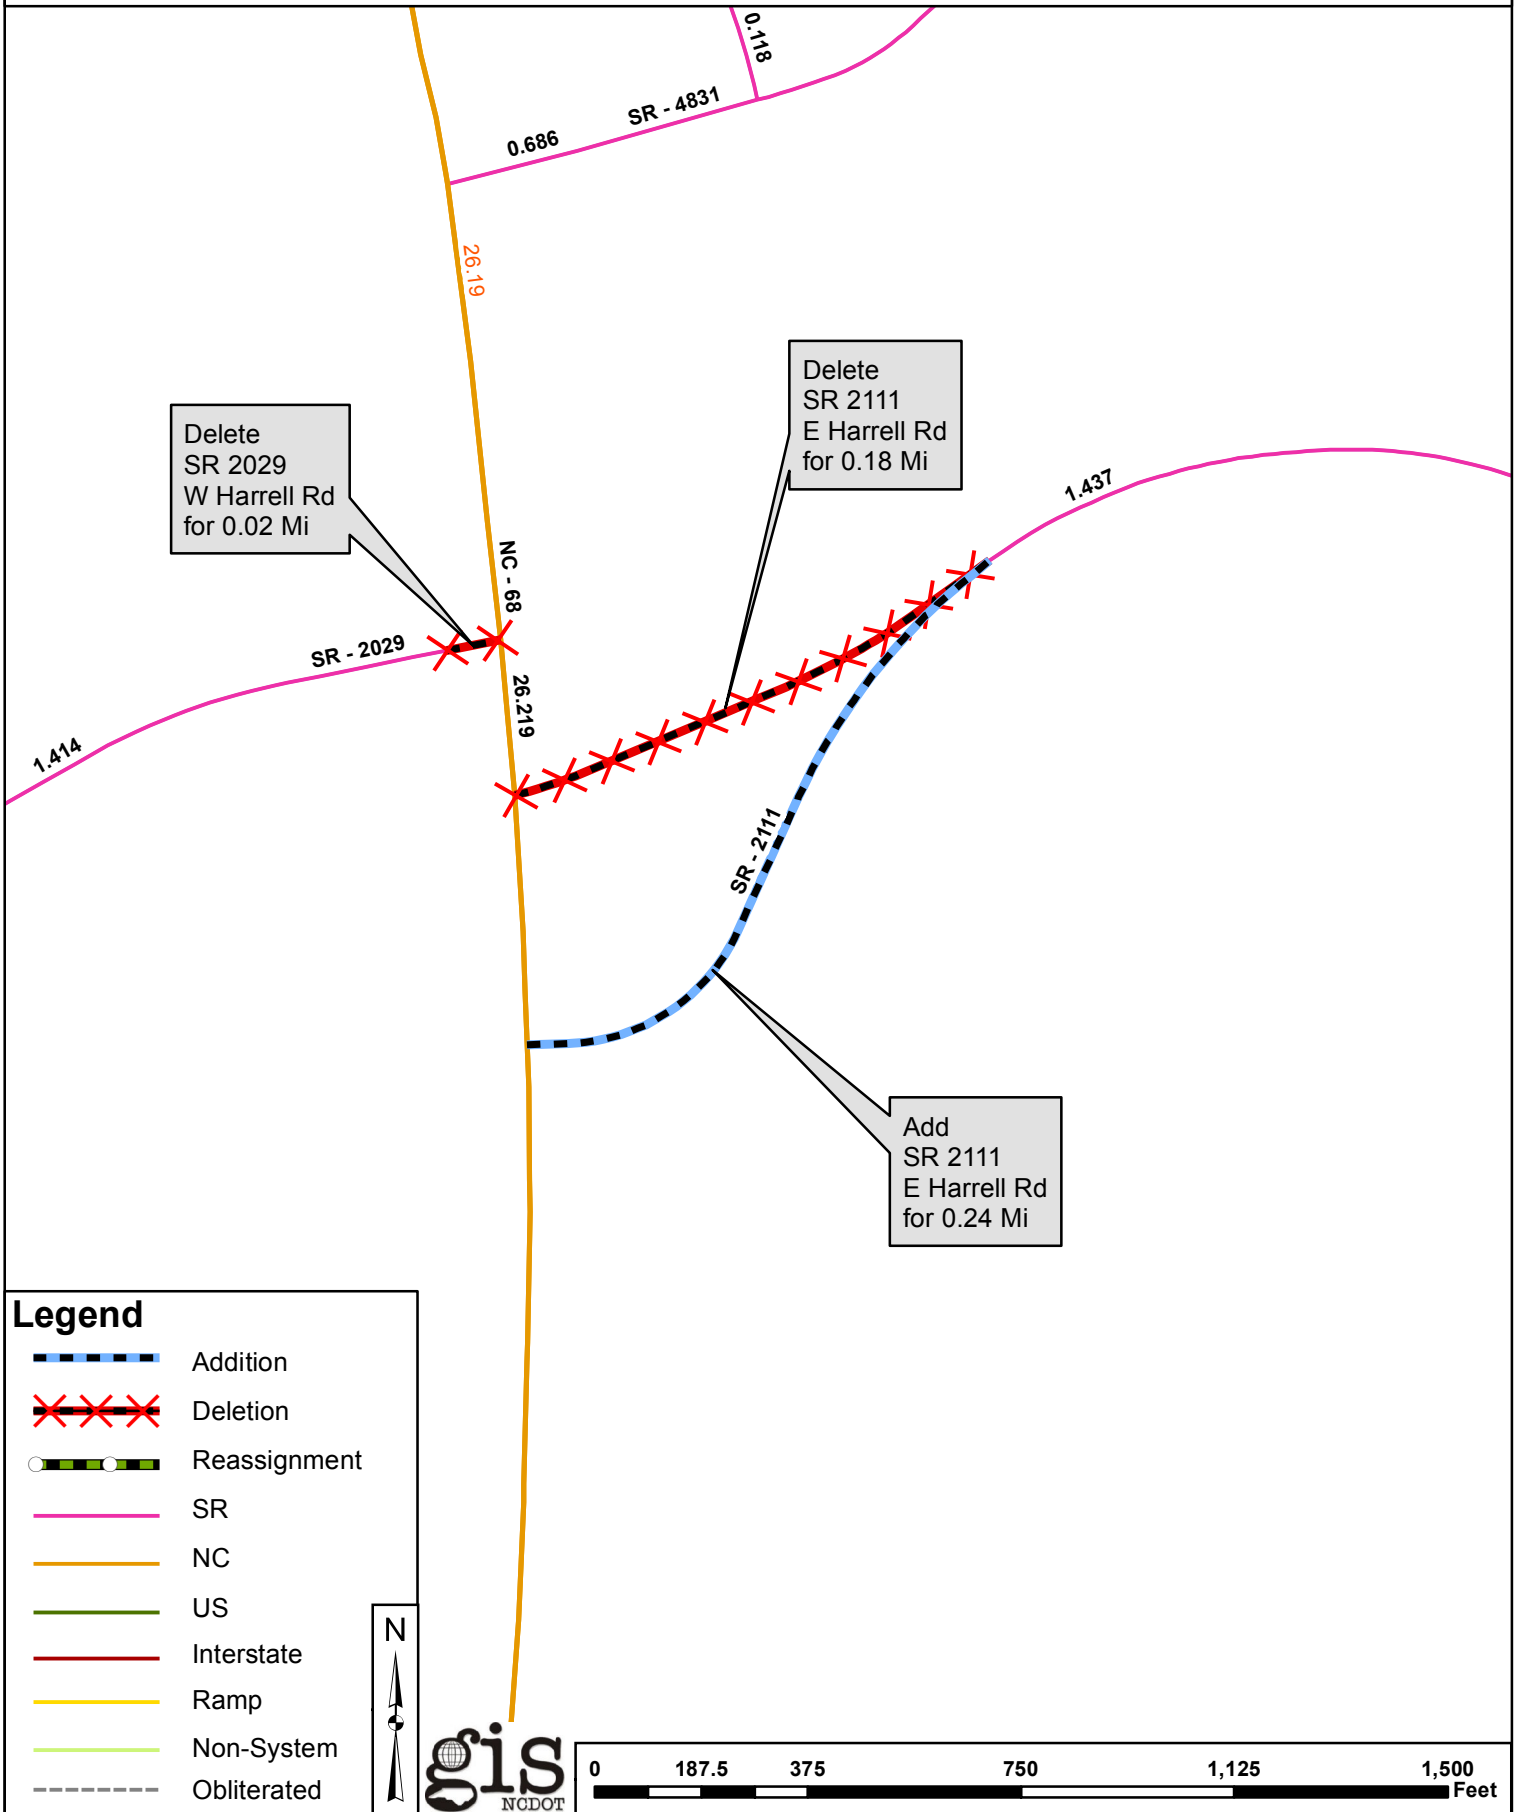 0.118
SR - 4831
0.686
26.19
Delete
SR 2111
E Harrell Rd
for 0.18 Mi
Delete
SR 2029
W Harrell Rd
for 0.02 Mi
1.437
NC - 68
SR - 2029
26.219
1.414
SR - 2111
Add
SR 2111
E Harrell Rd
for 0.24 Mi
Legend
Addition
Deletion
Reassignment
SR
NC
US
Interstate
Ramp
Non-System
Obliterated
N
gis
NCDOT
0 187.5 375 750 1,125 1,500
Feet